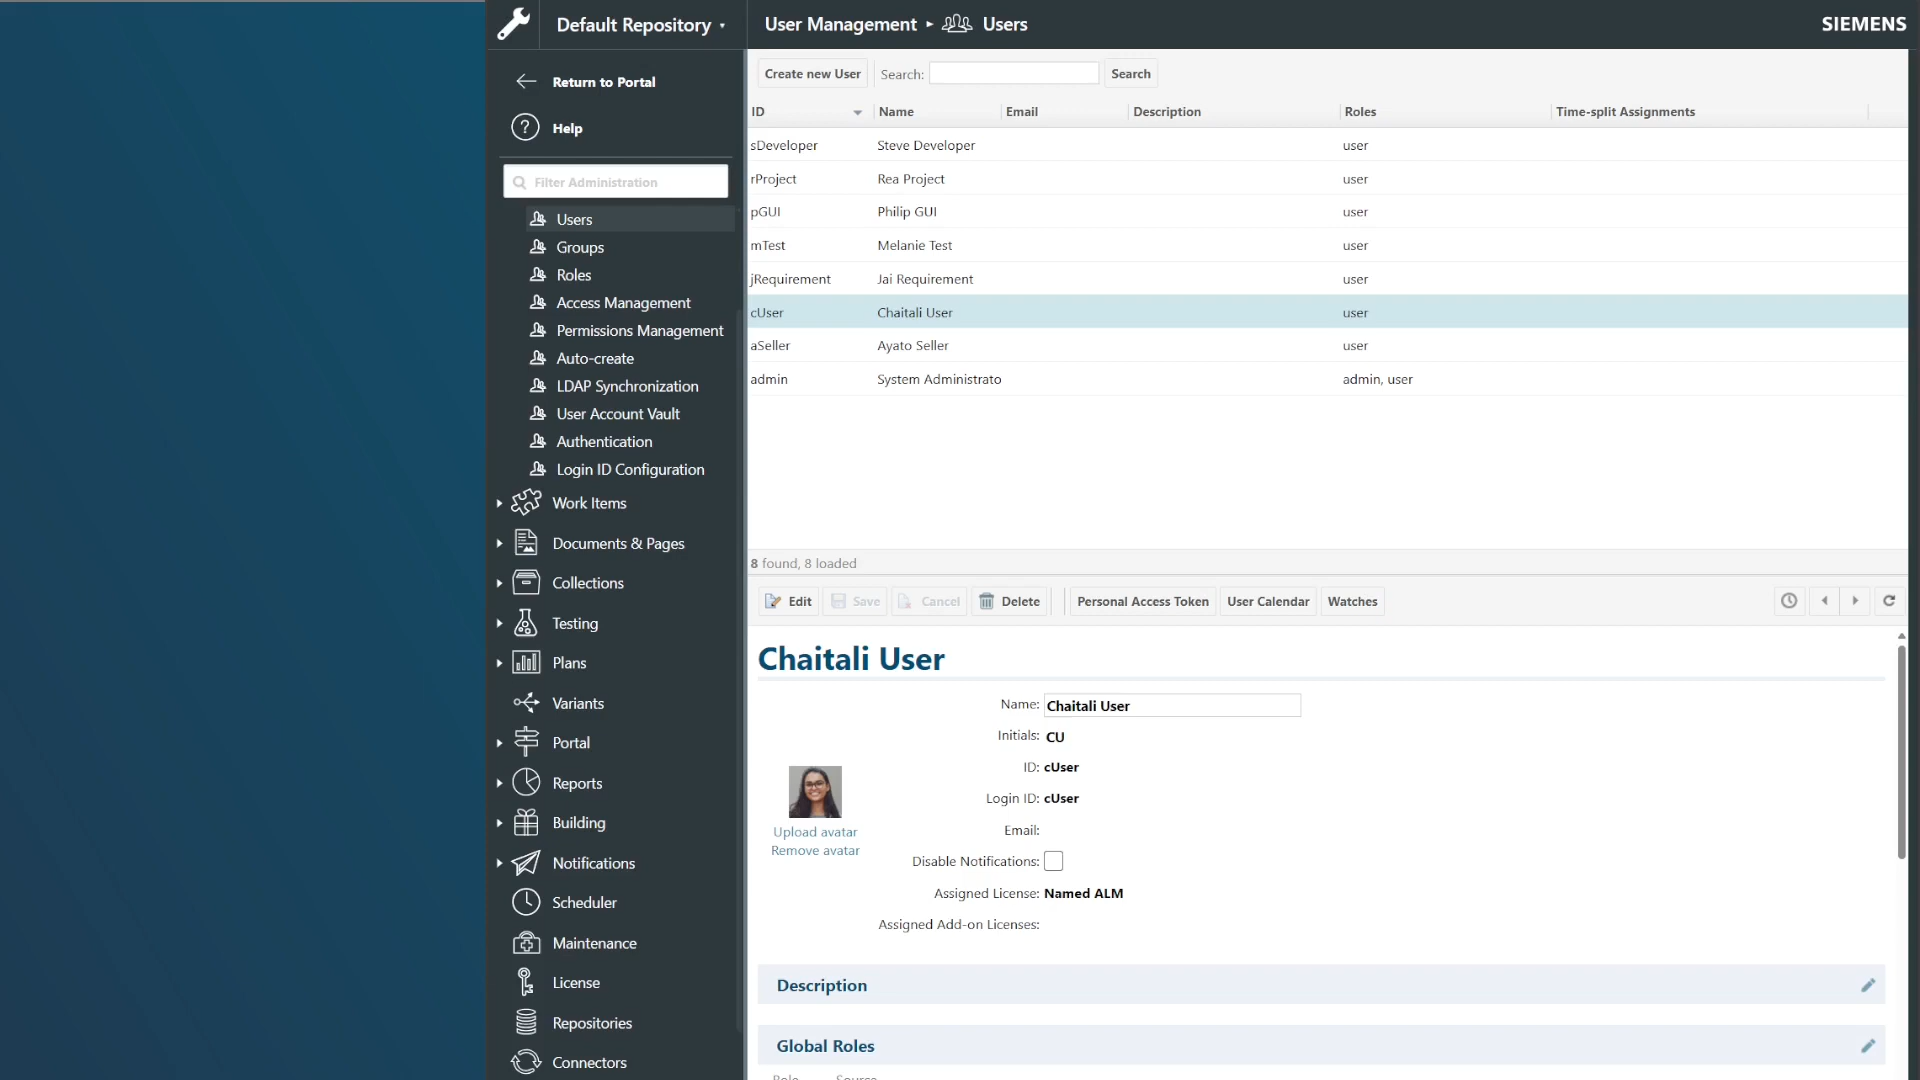 Default Repository
User Management ▸ Users
SIEMENS
Return to Portal
Help
Filter Administration
Users
Groups
Roles
Access Management
Permissions Management
Auto-create
LDAP Synchronization
User Account Vault
Authentication
Login ID Configuration
Work Items
Documents & Pages
Collections
Testing
Plans
Variants
Portal
Reports
Building
Notifications
Scheduler
Maintenance
License
Repositories
Connectors
Create new User Search: Search
ID Name Email Description Roles Time-split Assignments
sDeveloper Steve Developer user
rProject Rea Project user
pGUI Philip GUI user
mTest Melanie Test user
jRequirement Jai Requirement user
cUser Chaitali User user
aSeller Ayato Seller user
admin System Administrato admin, user
8 found, 8 loaded
Edit Save Cancel Delete Personal Access Token User Calendar Watches
Chaitali User
Name: Chaitali User
Initials: CU
ID: cUser
Login ID: cUser
Email:
Disable Notifications:
Assigned License: Named ALM
Assigned Add-on Licenses:
Upload avatar
Remove avatar
Description
Global Roles
Role Source